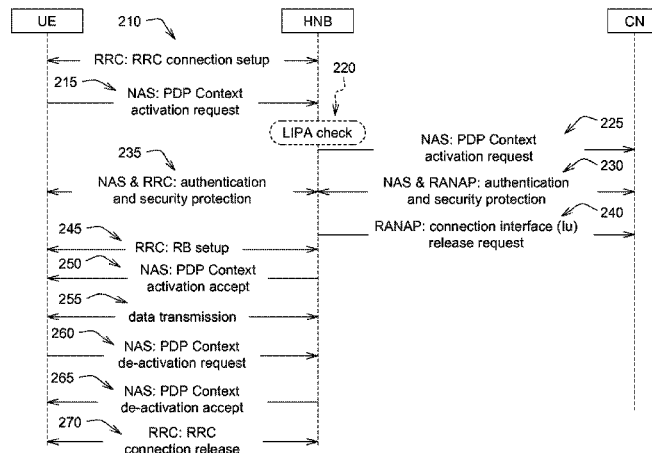 UE
HNB
CN
210
RRC: RRC connection setup
215
NAS: PDP Context
activation request
220
LIPA check
225
NAS: PDP Context
activation request
230
235
NAS & RRC: authentication
and security protection
NAS & RANAP: authentication
and security protection
240
RANAP: connection interface (Iu)
release request
245
RRC: RB setup
250
NAS: PDP Context
activation accept
255
data transmission
260
NAS: PDP Context
de-activation request
265
NAS: PDP Context
de-activation accept
270
RRC: RRC
connection release